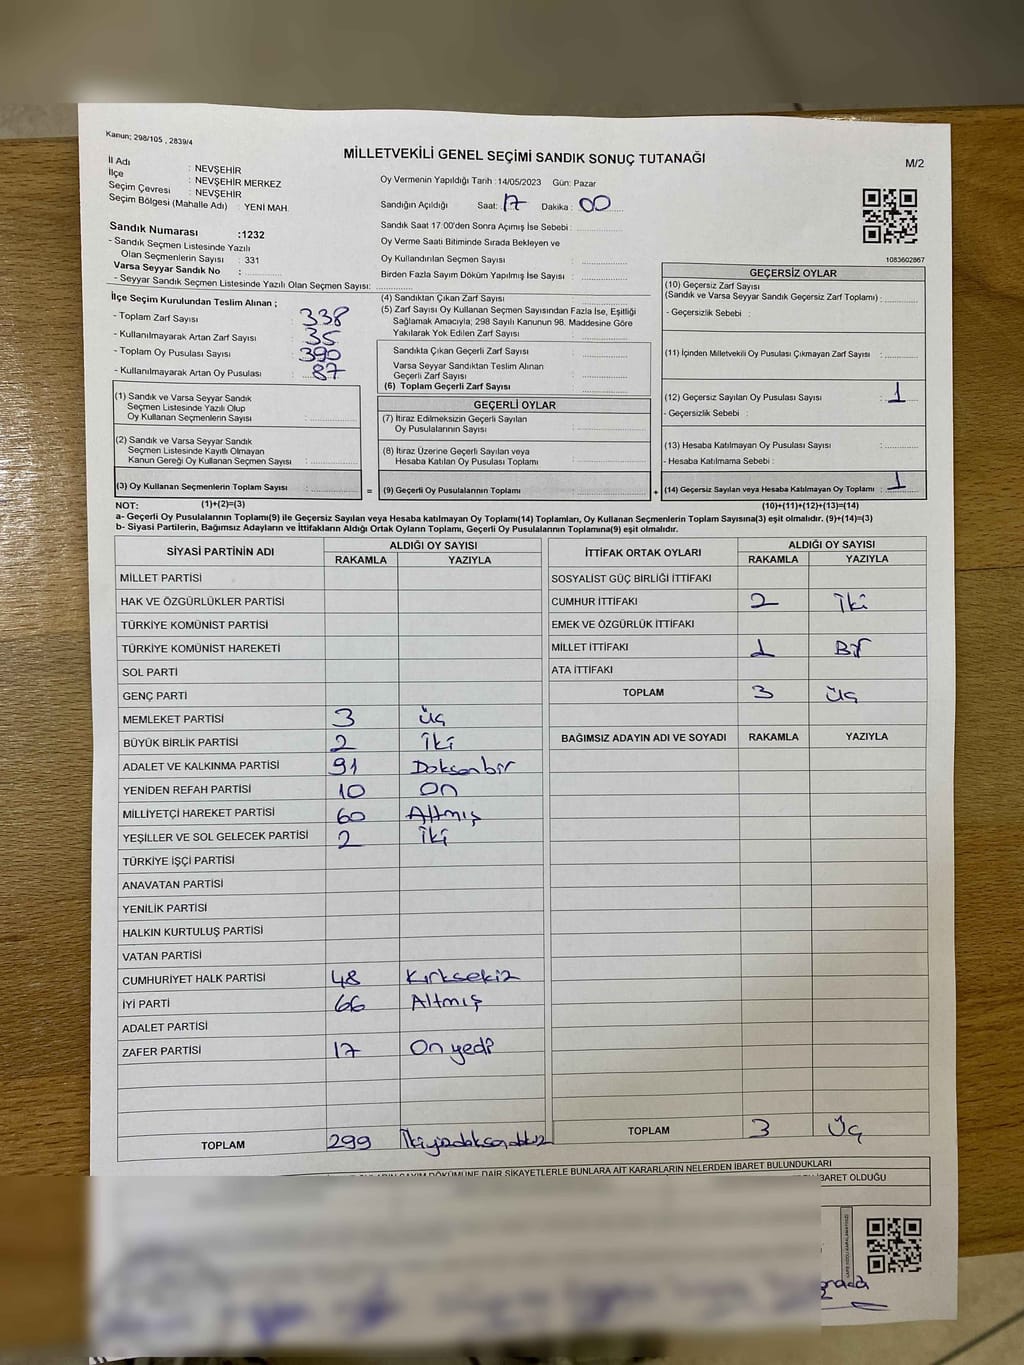 Kanun; 298/105 , 2839/4
MİLLETVEKİLİ GENEL SEÇİMİ SANDIK SONUÇ TUTANAĞI
M/2
İl Adı : NEVŞEHİR
İlçe : NEVŞEHİR MERKEZ
Seçim Çevresi : NEVŞEHİR
Seçim Bölgesi (Mahalle Adı) : YENİ MAH.
Sandık Numarası :1232
- Sandık Seçmen Listesinde Yazılı
Olan Seçmenlerin Sayısı : 331
Varsa Seyyar Sandık No :
- Seyyar Sandık Seçmen Listesinde Yazılı Olan Seçmen Sayısı:
Oy Vermenin Yapıldığı Tarih :14/05/2023 Gün: Pazar
Sandığın Açıldığı Saat: 17 Dakika : 00
Sandık Saat 17:00'den Sonra Açımış İse Sebebi :
Oy Verme Saati Bitiminde Sırada Bekleyen ve
Oy Kullandırılan Seçmen Sayısı :
Birden Fazla Sayım Döküm Yapılmış İse Sayısı :
1083602867
İlçe Seçim Kurulundan Teslim Alınan ;
- Toplam Zarf Sayısı : 338
- Kullanılmayarak Artan Zarf Sayısı : 35
- Toplam Oy Pusulası Sayısı : 390
- Kullanılmayarak Artan Oy Pusulası : 87
(1) Sandık ve Varsa Seyyar Sandık
Seçmen Listesinde Yazılı Olup
Oy Kullanan Seçmenlerin Sayısı :
(2) Sandık ve Varsa Seyyar Sandık
Seçmen Listesinde Kayıtlı Olmayan
Kanun Gereği Oy Kullanan Seçmen Sayısı :
(3) Oy Kullanan Seçmenlerin Toplam Sayısı :
(4) Sandıktan Çıkan Zarf Sayısı :
(5) Zarf Sayısı Oy Kullanan Seçmen Sayısından Fazla İse, Eşitliği
Sağlamak Amacıyla; 298 Sayılı Kanunun 98. Maddesine Göre
Yakılarak Yok Edilen Zarf Sayısı :
Sandıkta Çıkan Geçerli Zarf Sayısı :
Varsa Seyyar Sandıktan Teslim Alınan
Geçerli Zarf Sayısı :
(6) Toplam Geçerli Zarf Sayısı :
GEÇERLİ OYLAR
(7) İtiraz Edilmeksizin Geçerli Sayılan
Oy Pusulalarının Sayısı :
(8) İtiraz Üzerine Geçerli Sayılan veya
Hesaba Katılan Oy Pusulası Toplamı :
= (9) Geçerli Oy Pusulalarının Toplamı :
GEÇERSİZ OYLAR
(10) Geçersiz Zarf Sayısı
(Sandık ve Varsa Seyyar Sandık Geçersiz Zarf Toplamı) :
- Geçersizlik Sebebi :
(11) İçinden Milletvekili Oy Pusulası Çıkmayan Zarf Sayısı :
(12) Geçersiz Sayılan Oy Pusulası Sayısı : 1
- Geçersizlik Sebebi :
(13) Hesaba Katılmayan Oy Pusulası Sayısı :
- Hesaba Katılmama Sebebi :
+ (14) Geçersiz Sayılan veya Hesaba Katılmayan Oy Toplamı : 1
NOT: (1)+(2)=(3) (10)+(11)+(12)+(13)=(14)
a- Geçerli Oy Pusulalarının Toplamı(9) ile Geçersiz Sayılan veya Hesaba katılmayan Oy Toplamı(14) Toplamları, Oy Kullanan Seçmenlerin Toplam Sayısına(3) eşit olmalıdır. (9)+(14)=(3)
b- Siyasi Partilerin, Bağımsız Adayların ve İttifakların Aldığı Ortak Oyların Toplamı, Geçerli Oy Pusulalarının Toplamına(9) eşit olmalıdır.
SİYASİ PARTİNİN ADI ALDIĞI OY SAYISI
RAKAMLA YAZIYLA
MİLLET PARTİSİ
HAK VE ÖZGÜRLÜKLER PARTİSİ
TÜRKİYE KOMÜNİST PARTİSİ
TÜRKİYE KOMÜNİST HAREKETİ
SOL PARTİ
GENÇ PARTİ
MEMLEKET PARTİSİ 3 üç
BÜYÜK BİRLİK PARTİSİ 2 İki
ADALET VE KALKINMA PARTİSİ 91 Doksanbir
YENİDEN REFAH PARTİSİ 10 On
MİLLİYETÇİ HAREKET PARTİSİ 60 Altmış
YEŞİLLER VE SOL GELECEK PARTİSİ 2 İki
TÜRKİYE İŞÇİ PARTİSİ
ANAVATAN PARTİSİ
YENİLİK PARTİSİ
HALKIN KURTULUŞ PARTİSİ
VATAN PARTİSİ
CUMHURİYET HALK PARTİSİ 48 Kırksekiz
İYİ PARTİ 66 Altmış
ADALET PARTİSİ
ZAFER PARTİSİ 17 On yedi
TOPLAM 299
İTTİFAK ORTAK OYLARI ALDIĞI OY SAYISI
RAKAMLA YAZIYLA
SOSYALİST GÜÇ BİRLİĞİ İTTİFAKI
CUMHUR İTTİFAKI 2 İki
EMEK VE ÖZGÜRLÜK İTTİFAKI
MİLLET İTTİFAKI 1 Bir
ATA İTTİFAKI
TOPLAM 3 üç
BAĞIMSIZ ADAYIN ADI VE SOYADI RAKAMLA YAZIYLA
TOPLAM 3 Üç
DÖKÜMÜNE DAİR ŞİKAYETLERLE BUNLARA AİT KARARLARIN NELERDEN İBARET BULUNDUKLARI
İBARET OLDUĞU